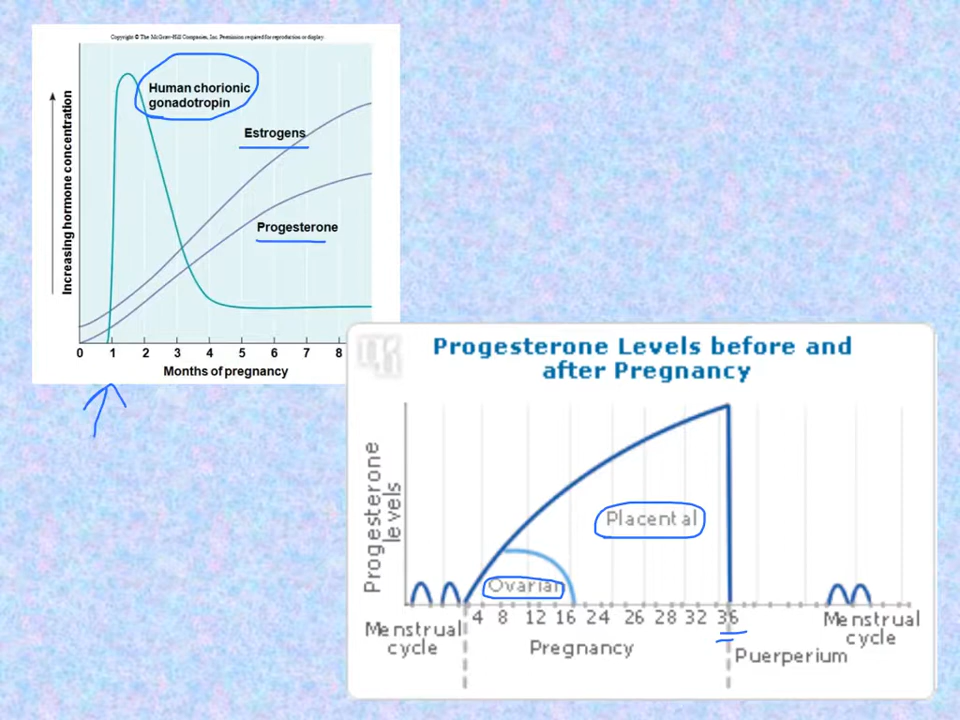 Copyright © The McGraw-Hill Companies, Inc. Permission required for reproduction or display.
Human chorionic
gonadotropin
Estrogens
Progesterone
Increasing hormone concentration
0 1 2 3 4 5 6 7 8
Months of pregnancy
Progesterone Levels before and
after Pregnancy
Progesterone
levels
Placental
Ovarian
4 8 12 16 24 26 28 32 36
Menstrual
cycle
Pregnancy
Puerperium
Menstrual
cycle